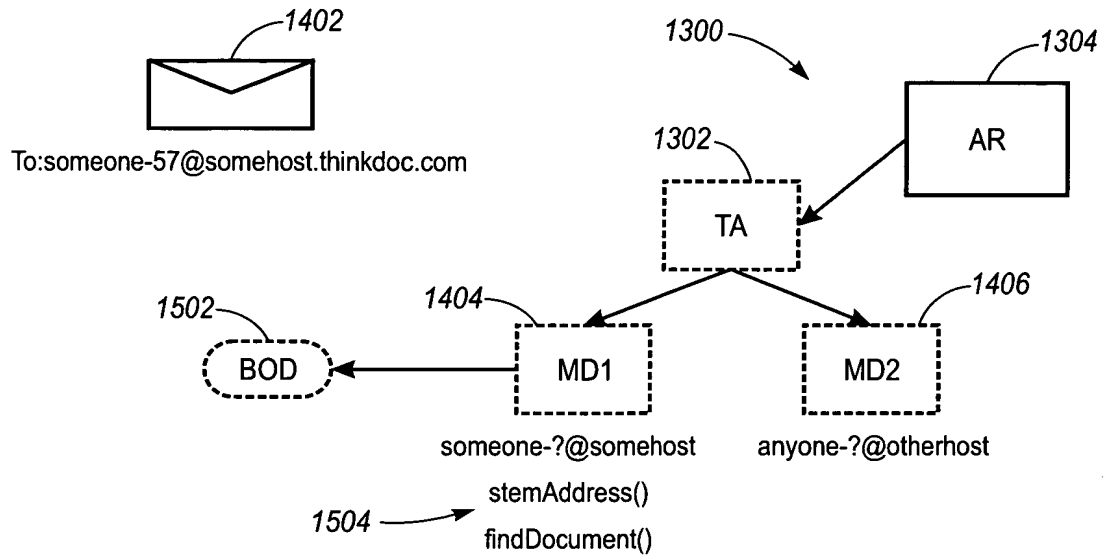 1402
1300
1304
AR
1302
To:someone-57@somehost.thinkdoc.com
TA
1404
1406
1502
BOD
MD1
MD2
someone-?@somehost
anyone-?@otherhost
stemAddress()
1504
findDocument()